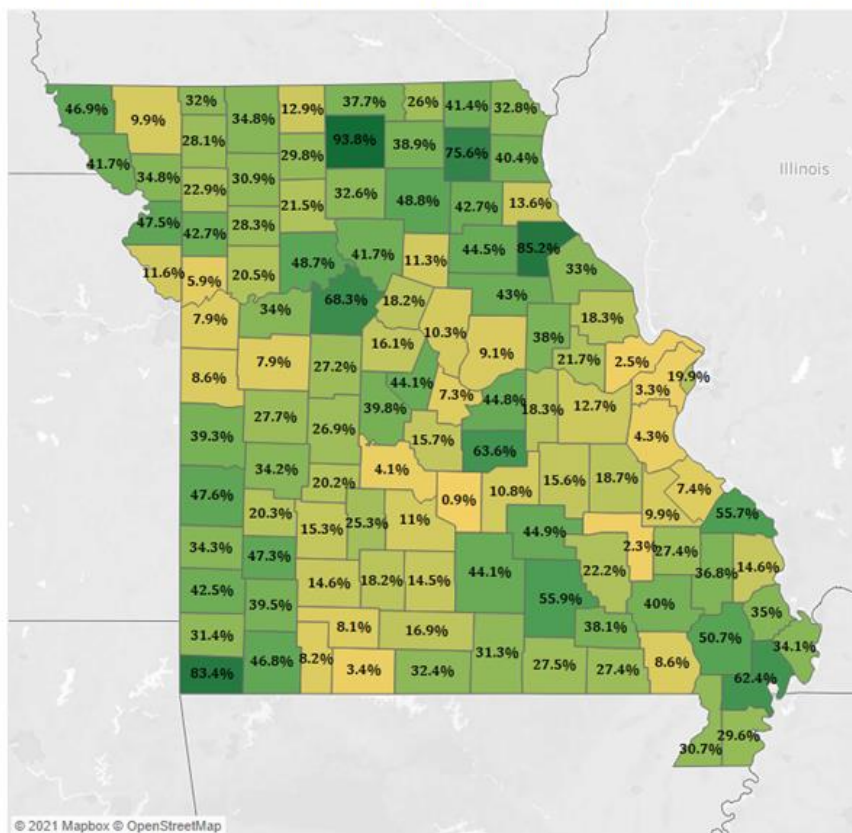 32% 12.9% 37.7% 26% 41.4% 32.8%
46.9% 9.9% 34.8%
28.1% 29.8% 93.8% 38.9% 75.6% 40.4%
41.7% 34.8% 30.9% 32.6%
22.9% 21.5% 48.8% 42.7% 13.6%
47.5% 42.7% 28.3%
48.7% 41.7% 11.3% 44.5% 85.2% 33%
11.6% 5.9% 20.5%
68.3% 18.2% 43%
7.9% 34% 10.3% 38% 18.3%
16.1% 9.1%
8.6% 7.9% 27.2% 21.7% 2.5% 19.9%
44.1% 7.3% 44.8% 3.3%
39.8% 18.3% 12.7%
27.7% 26.9% 15.7% 4.3%
39.3% 63.6%
34.2% 4.1%
47.6% 20.2% 0.9% 10.8% 15.6% 18.7% 7.4%
20.3% 15.3% 25.3% 11% 9.9% 55.7%
34.3% 47.3% 44.9% 2.3% 27.4%
42.5% 14.6% 18.2% 14.5% 44.1% 22.2% 36.8% 14.6%
39.5% 55.9% 40% 35%
31.4% 8.1% 16.9% 38.1% 50.7% 34.1%
83.4% 46.8% 8.2% 3.4% 32.4% 31.3% 27.5% 27.4% 8.6% 62.4%
30.7% 29.6%
Illinois
© 2021 Mapbox © OpenStreetMap